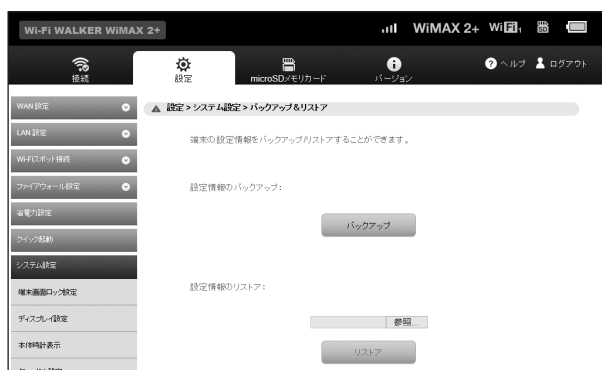 Wi-Fi WALKER WiMAX 2+
WiMAX 2+ WiFi1 SD
接続 設定 microSDメモリカード バージョン ? ヘルプ ログアウト
WAN 設定
設定 > システム設定 > バックアップ&リストア
LAN 設定
端末の設定情報をバックアップ/リストアすることができます。
Wi-Fiスポット接続
ファイアウォール設定
設定情報のバックアップ:
省電力設定
バックアップ
クイック起動
システム設定
端末画面ロック設定
設定情報のリストア:
ディスプレイ設定
参照...
本体時計表示
リストア